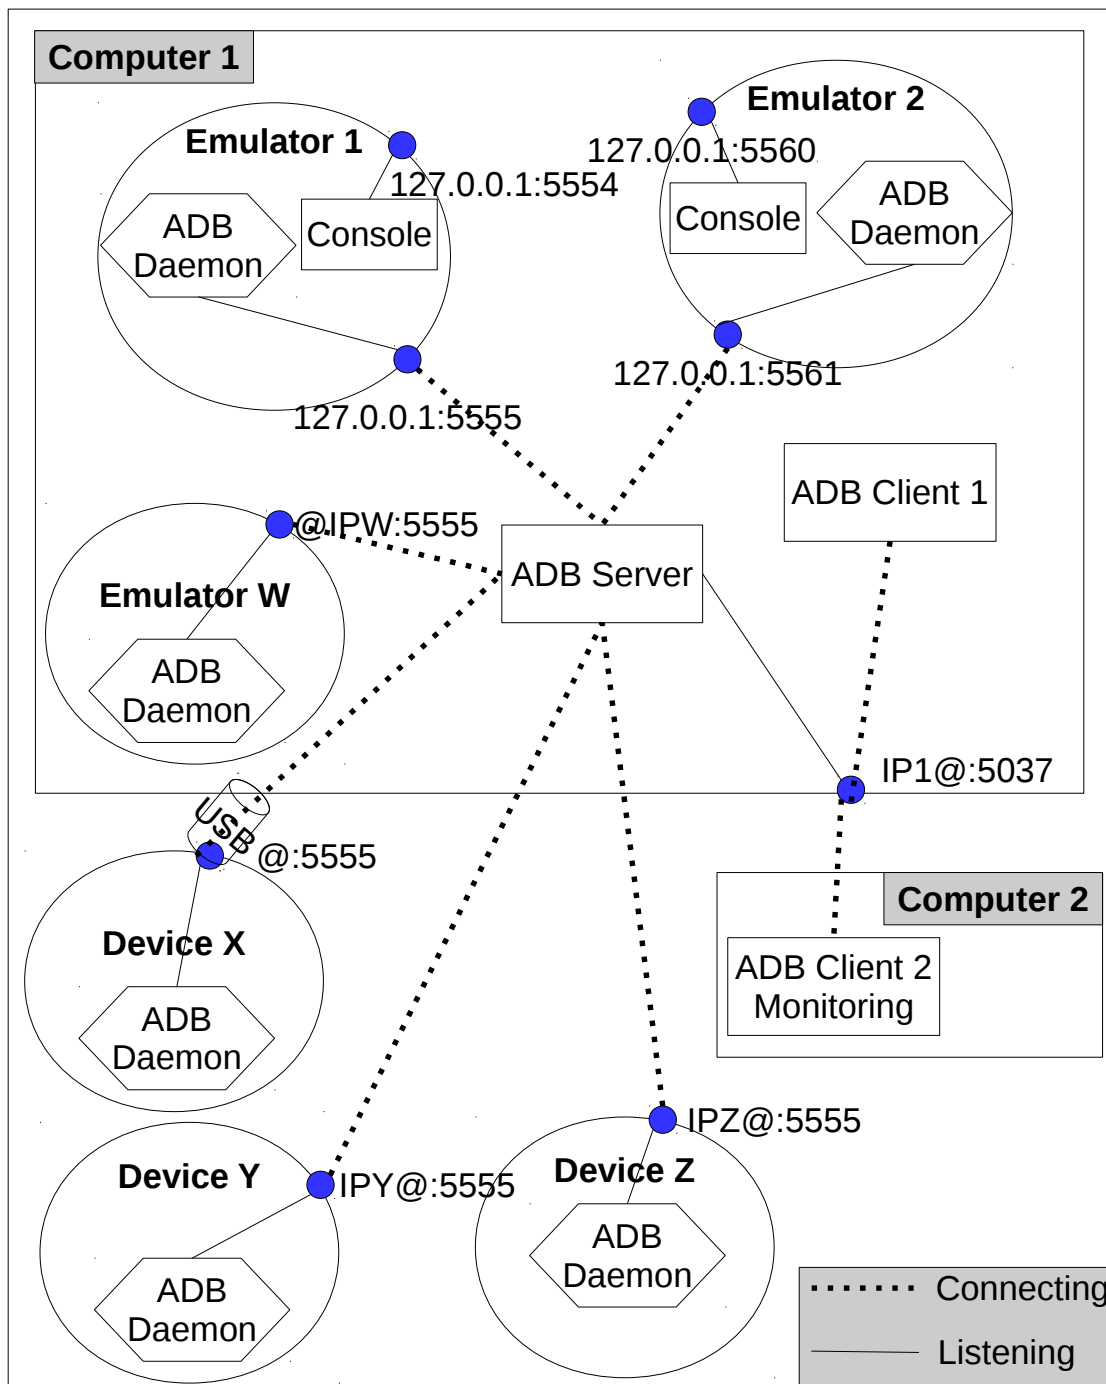 Computer 1
Emulator 1
127.0.0.1:5554
ADB
Daemon
Console
127.0.0.1:5555
Emulator 2
127.0.0.1:5560
Console
ADB
Daemon
127.0.0.1:5561
ADB Client 1
@IPW:5555
Emulator W
ADB
Daemon
ADB Server
IP1@:5037
USB
@:5555
Device X
ADB
Daemon
Computer 2
ADB Client 2
Monitoring
Device Y
IPY@:5555
ADB
Daemon
IPZ@:5555
Device Z
ADB
Daemon
Connecting
Listening